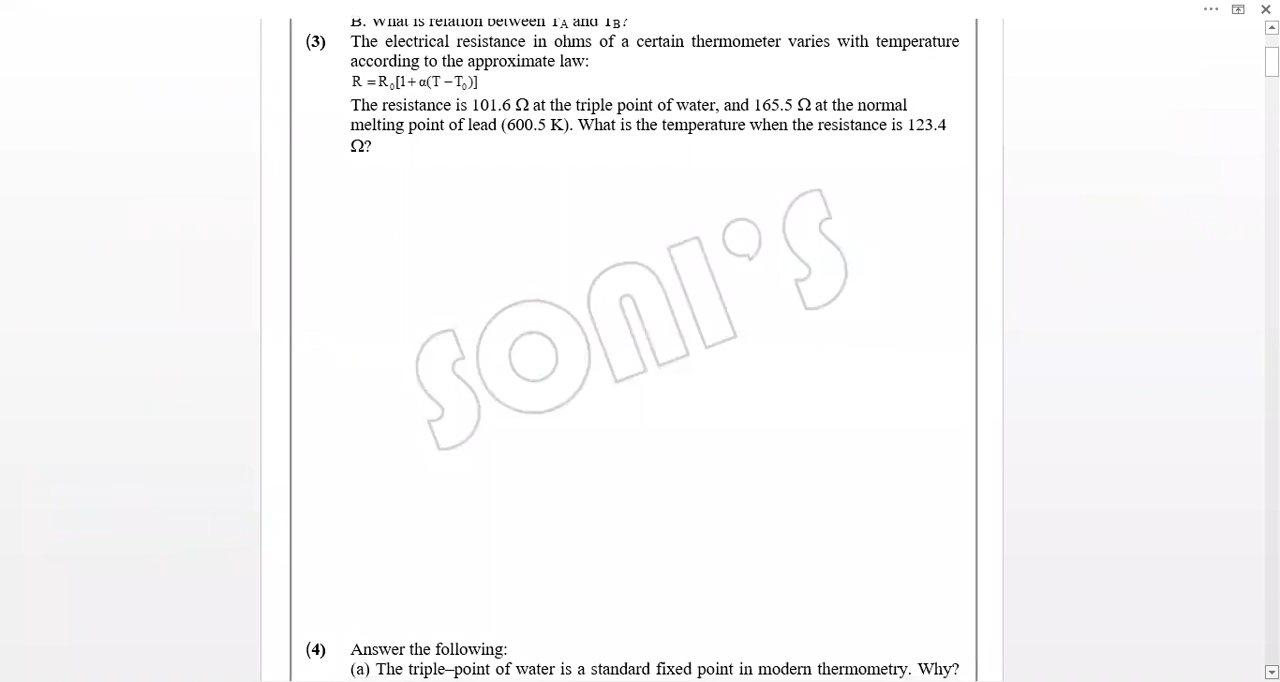 B. What is relation between T_A and T_B?
(3) The electrical resistance in ohms of a certain thermometer varies with temperature
according to the approximate law:
R = R₀[1 + α(T – T₀)]
The resistance is 101.6 Ω at the triple point of water, and 165.5 Ω at the normal
melting point of lead (600.5 K). What is the temperature when the resistance is 123.4
Ω?
SONI'S
(4) Answer the following:
(a) The triple–point of water is a standard fixed point in modern thermometry. Why?